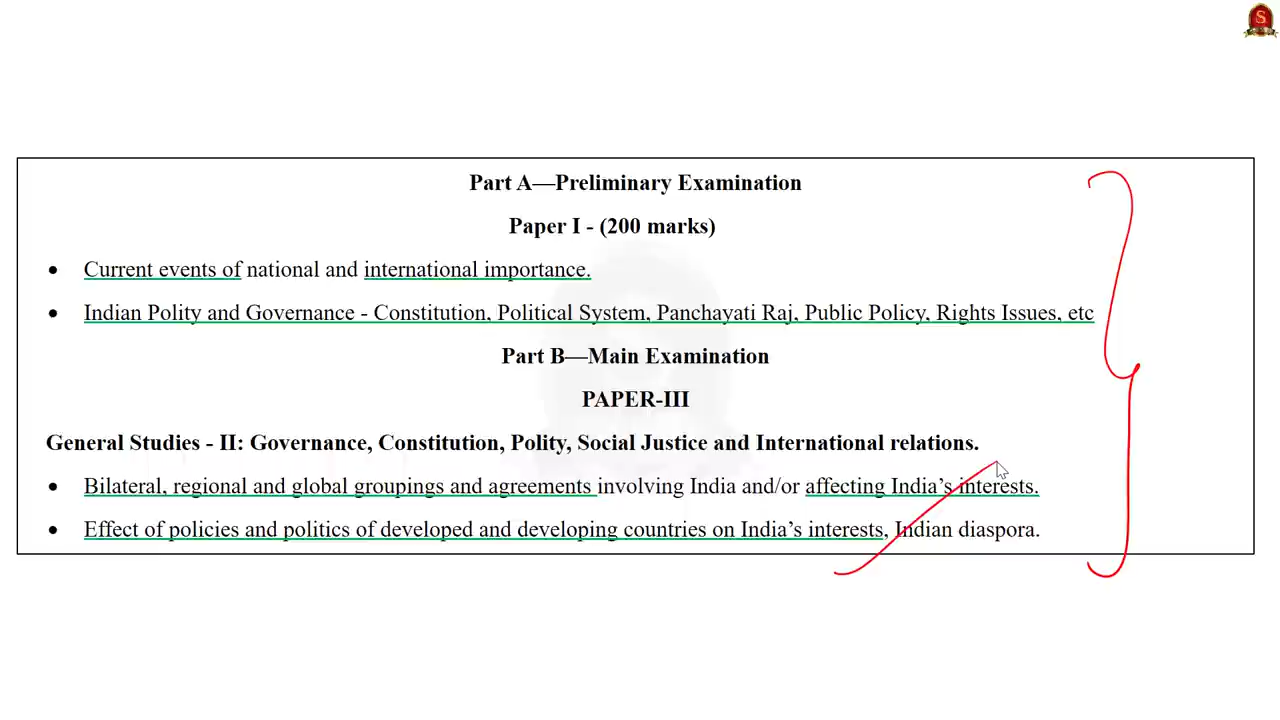 S
Part A—Preliminary Examination
Paper I - (200 marks)
• Current events of national and international importance.
• Indian Polity and Governance - Constitution, Political System, Panchayati Raj, Public Policy, Rights Issues, etc
Part B—Main Examination
PAPER-III
General Studies - II: Governance, Constitution, Polity, Social Justice and International relations.
• Bilateral, regional and global groupings and agreements involving India and/or affecting India's interests.
• Effect of policies and politics of developed and developing countries on India's interests, Indian diaspora.